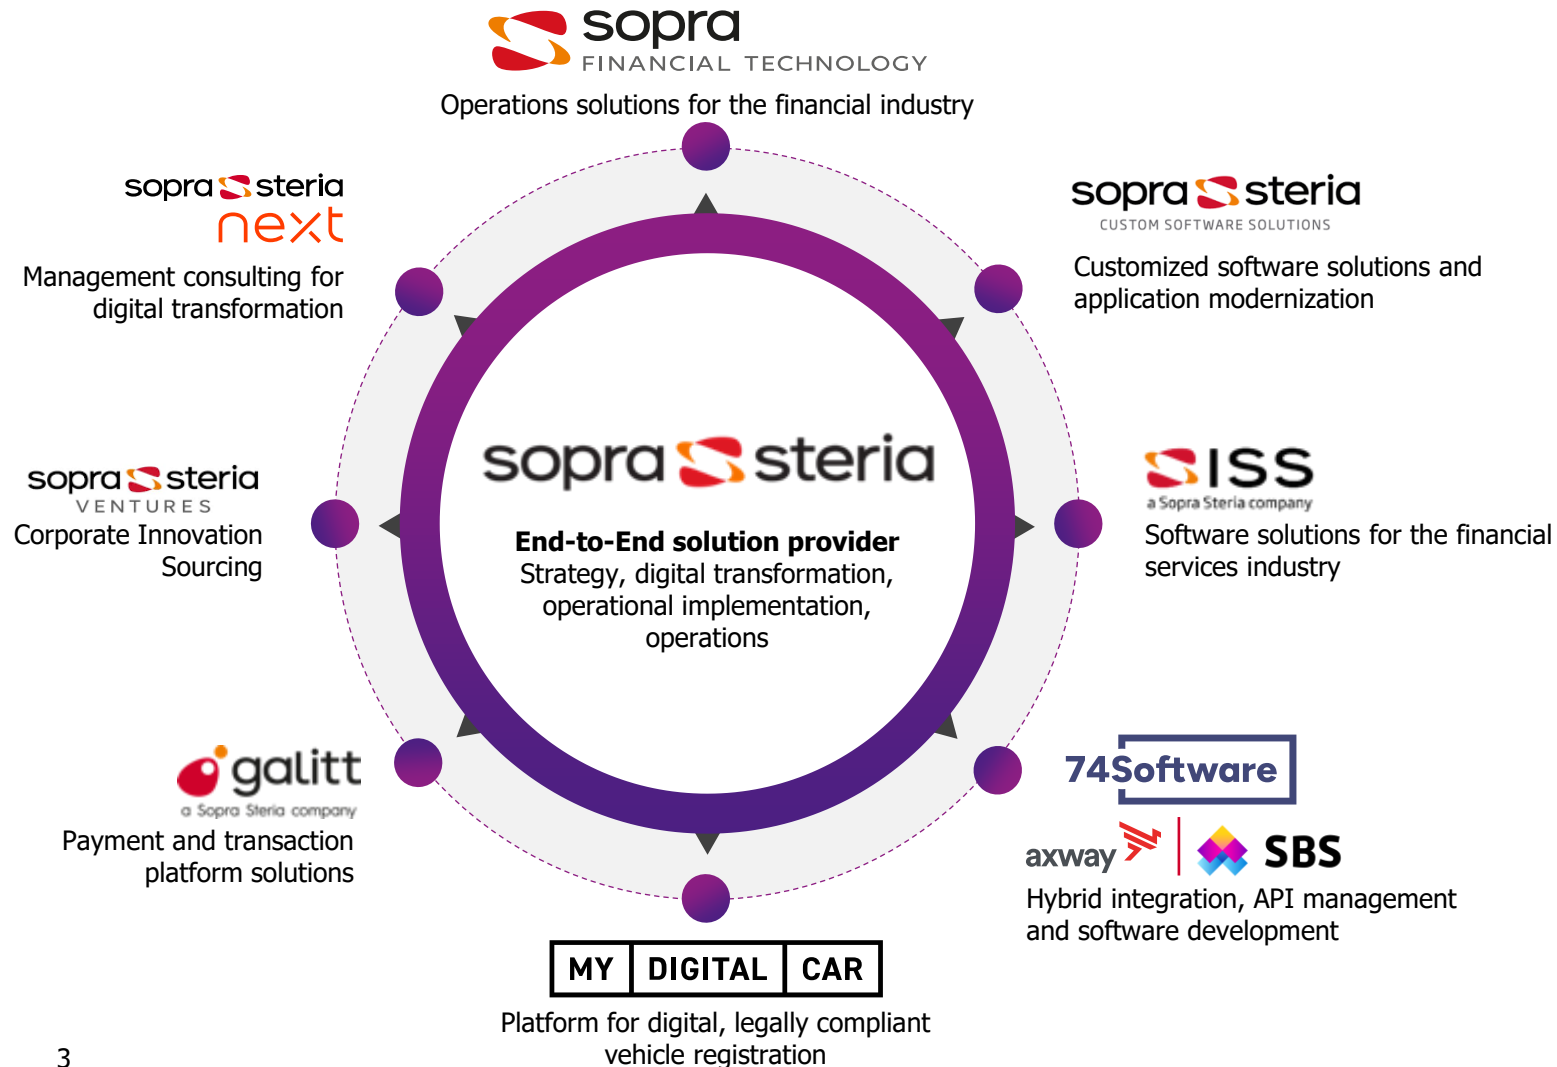 sopra
FINANCIAL TECHNOLOGY
Operations solutions for the financial industry
sopra steria
next
Management consulting for
digital transformation
sopra steria
CUSTOM SOFTWARE SOLUTIONS
Customized software solutions and
application modernization
sopra steria
VENTURES
Corporate Innovation
Sourcing
sopra steria
End-to-End solution provider
Strategy, digital transformation,
operational implementation,
operations
ISS
a Sopra Steria company
Software solutions for the financial
services industry
galitt
a Sopra Steria company
Payment and transaction
platform solutions
74Software
axway
SBS
Hybrid integration, API management
and software development
MY DIGITAL CAR
Platform for digital, legally compliant
vehicle registration
3